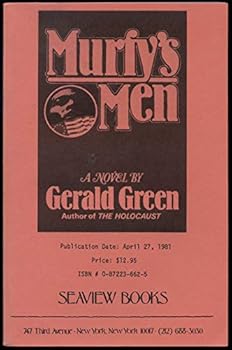 Murfy's
Men
A NOVEL BY
Gerald Green
Author of THE HOLOCAUST
Publication Date: April 27, 1981
Price: $12.95
ISBN # 0-87223-662-5
SEAVIEW BOOKS
747 Third Avenue · New York, New York 10017 · (212) 688-3030